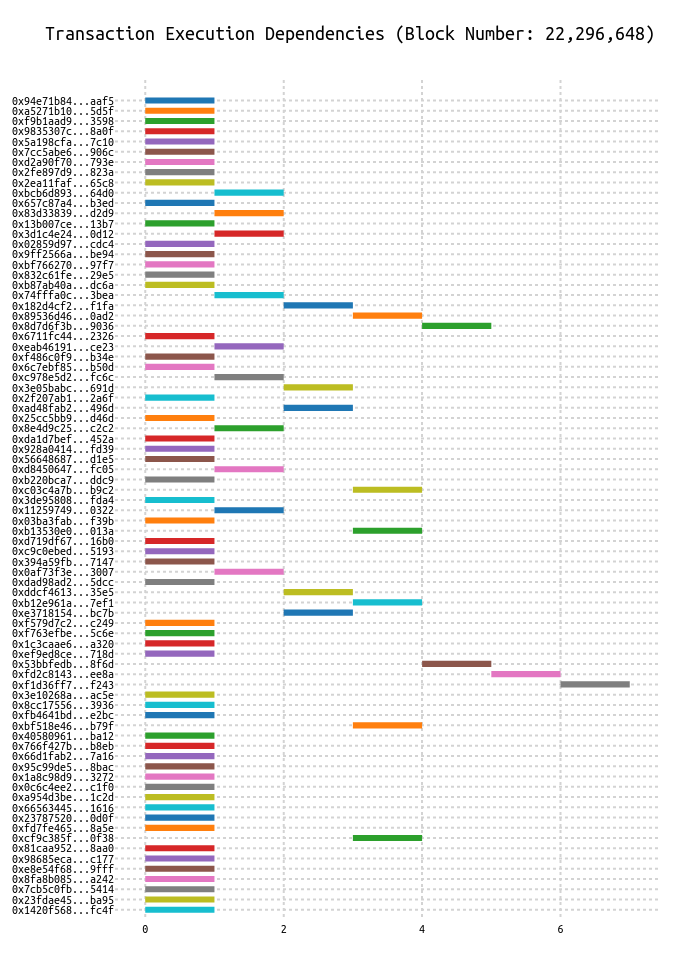 Transaction Execution Dependencies (Block Number: 22,296,648)
0x94e71b84...aaf5
0xa5271b10...5d5f
0xf9b1aad9...3598
0x9835307c...8a0f
0x5a198cfa...7c10
0x7cc5abe6...906c
0xd2a90f70...793e
0x2fe897d9...823a
0x2ea11faf...65c8
0xbcb6d893...64d0
0x657c87a4...b3ed
0x83d33839...d2d9
0x13b007ce...13b7
0x3d1c4e24...0d12
0x02859d97...cdc4
0x9ff2566a...be94
0xbf766270...97f7
0x832c61fe...29e5
0xb87ab40a...dc6a
0x74fffa0c...3bea
0x182d4cf2...f1fa
0x89536d46...0ad2
0x8d7d6f3b...9036
0x6711fc44...2326
0xeab46191...ce23
0xf486c0f9...b34e
0x6c7ebf85...b50d
0xc978e5d2...fc6c
0x3e05babc...691d
0x2f207ab1...2a6f
0xad48fab2...496d
0x25cc5bb9...d46d
0x8e4d9c25...c2c2
0xda1d7bef...452a
0x928a0414...fd39
0x56648687...d1e5
0xd8450647...fc05
0xb220bca7...ddc9
0xc03c4a7b...b9c2
0x3de95808...fda4
0x11259749...0322
0x03ba3fab...f39b
0xb13530e0...013a
0xd719df67...16b0
0xc9c0ebed...5193
0x394a59fb...7147
0x0af73f3e...3007
0xdad98ad2...5dcc
0xddcf4613...35e5
0xb12e961a...7ef1
0xe3718154...bc7b
0xf579d7c2...c249
0xf763efbe...5c6e
0x1c3caae6...a320
0xef9ed8ce...718d
0x53bbfedb...8f6d
0xfd2c8143...ee8a
0xf1d36ff7...f243
0x3e10268a...ac5e
0x8cc17556...3936
0xfb4641bd...e2bc
0xbf518e46...b79f
0x40580961...ba12
0x766f427b...b8eb
0x66d1fab2...7a16
0x95c99de5...8bac
0x1a8c98d9...3272
0x0c6c4ee2...c1f0
0xa954d3be...1c2d
0x66563445...1616
0x23787520...0d0f
0xfd7fe465...8a5e
0xcf9c385f...0f38
0x81caa952...8aa0
0x98685eca...c177
0xe8e54f68...9fff
0x8fa8b085...a242
0x7cb5c0fb...5414
0x23fdae45...ba95
0x1420f568...fc4f
0 2 4 6